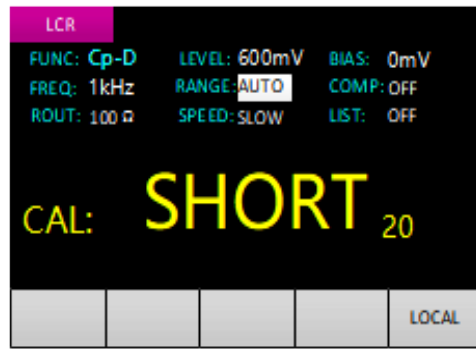 LCR
FUNC: Cp-D LEVEL: 600mV BIAS: 0mV
FREQ: 1kHz RANGE: AUTO COMP: OFF
ROUT: 100 Ω SPEED: SLOW LIST: OFF
CAL: SHORT 20
LOCAL